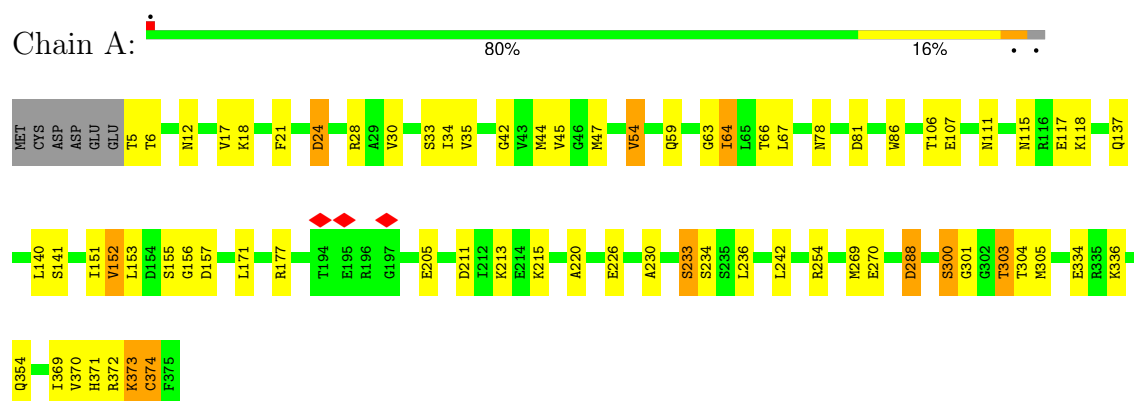 Chain A:
80% 16% • •
MET CYS ASP ASP GLU GLU T5 T6 N12 V17 K18 F21 D24 R28 A29 V30 S33 I34 V35 G42 V43 M44 V45 G46 M47 V54 Q59 G63 I64 L65 T66 L67 N78 D81 W86 T106 E107 N111 N115 R116 E117 K118 Q137
L140 S141 I151 V152 L153 D154 S155 G156 D157 L171 R177 T194 E195 R196 G197 E205 D211 I212 K213 E214 K215 A220 E226 A230 S233 S234 S235 L236 L242 R254 M269 E270 D288 S300 G301 G302 T303 T304 M305 E334 R335 K336
Q354 I369 V370 H371 R372 K373 C374 F375